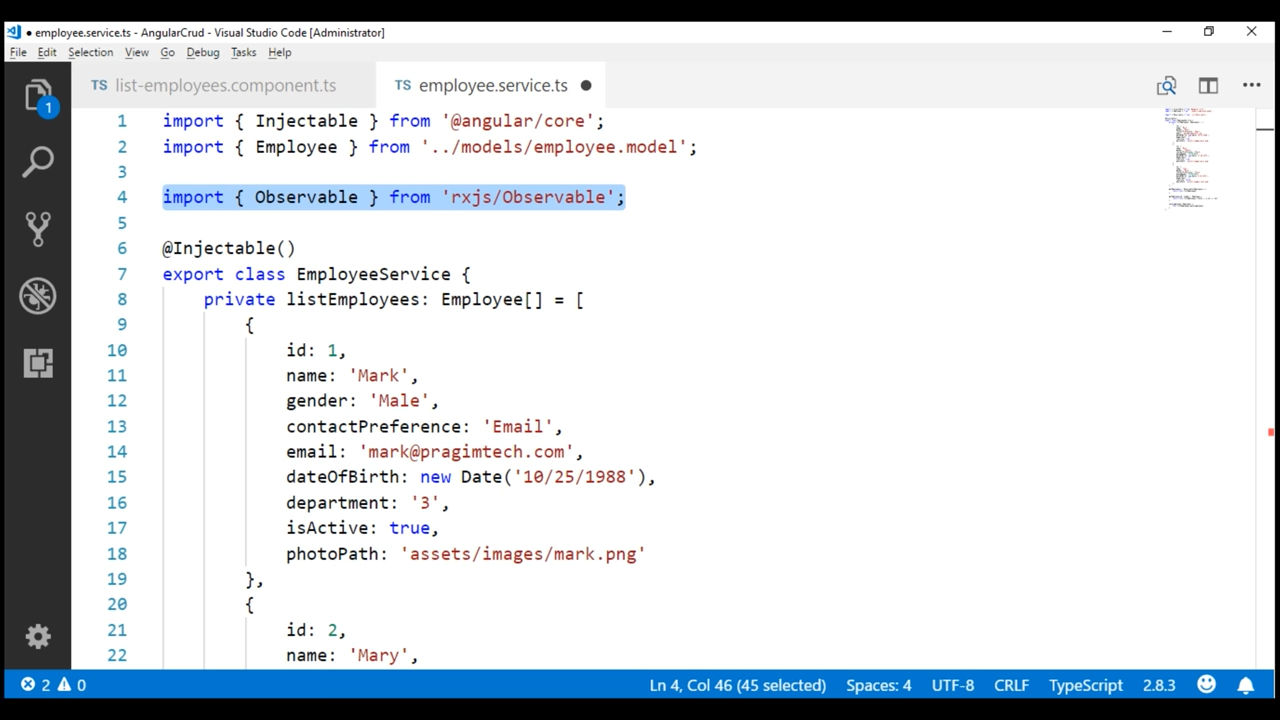 employee.service.ts - AngularCrud - Visual Studio Code [Administrator]
File Edit Selection View Go Debug Tasks Help
TS list-employees.component.ts TS employee.service.ts
1
1 import { Injectable } from '@angular/core';
2 import { Employee } from '../models/employee.model';
3
4 import { Observable } from 'rxjs/Observable';
5
6 @Injectable()
7 export class EmployeeService {
8 private listEmployees: Employee[] = [
9 {
10 id: 1,
11 name: 'Mark',
12 gender: 'Male',
13 contactPreference: 'Email',
14 email: 'mark@pragimtech.com',
15 dateOfBirth: new Date('10/25/1988'),
16 department: '3',
17 isActive: true,
18 photoPath: 'assets/images/mark.png'
19 },
20 {
21 id: 2,
22 name: 'Mary',
2 0 Ln 4, Col 46 (45 selected) Spaces: 4 UTF-8 CRLF TypeScript 2.8.3